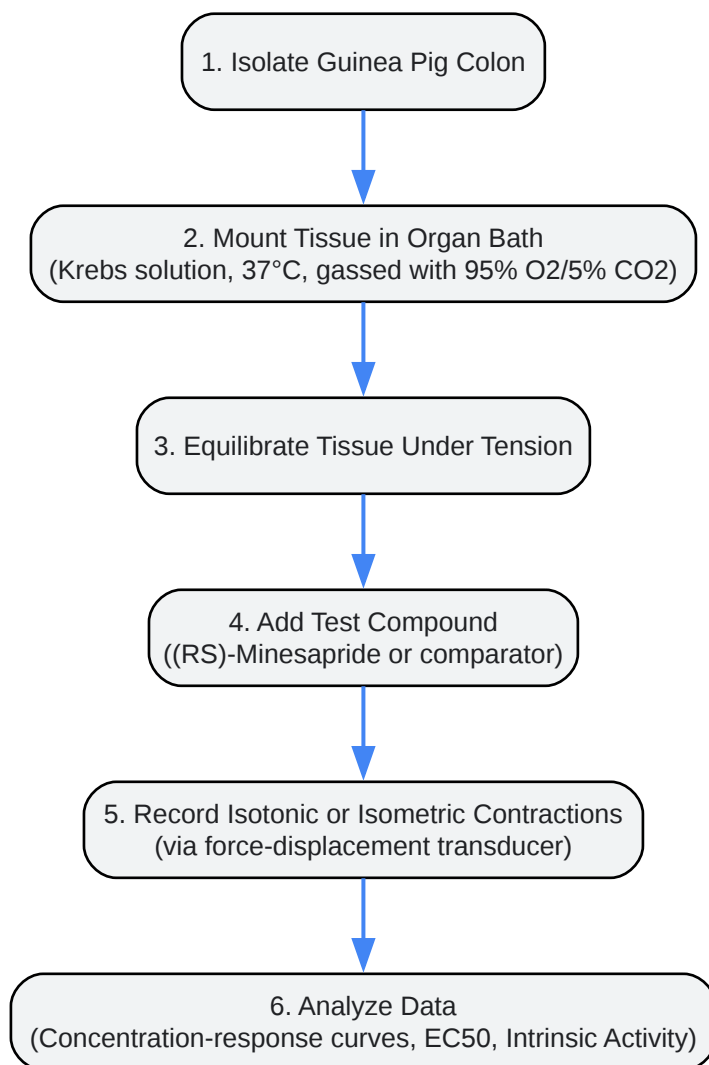 1. Isolate Guinea Pig Colon
2. Mount Tissue in Organ Bath
(Krebs solution, 37°C, gassed with 95% O2/5% CO2)
3. Equilibrate Tissue Under Tension
4. Add Test Compound
((RS)-Minesapride or comparator)
5. Record Isotonic or Isometric Contractions
(via force-displacement transducer)
6. Analyze Data
(Concentration-response curves, EC50, Intrinsic Activity)